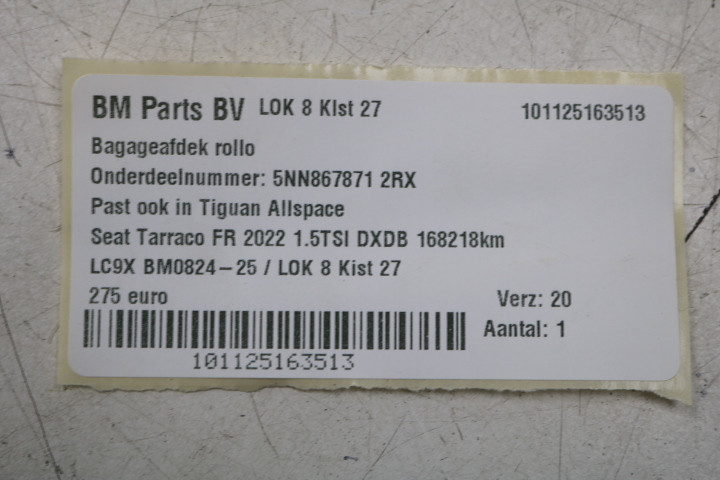 BM Parts BV LOK 8 KIst 27 101125163513
Bagageafdek rollo
Onderdeelnummer: 5NN867871 2RX
Past ook in Tiguan Allspace
Seat Tarraco FR 2022 1.5TSI DXDB 168218km
LC9X BM0824-25 / LOK 8 Kist 27
275 euro Verz: 20
Aantal: 1
101125163513